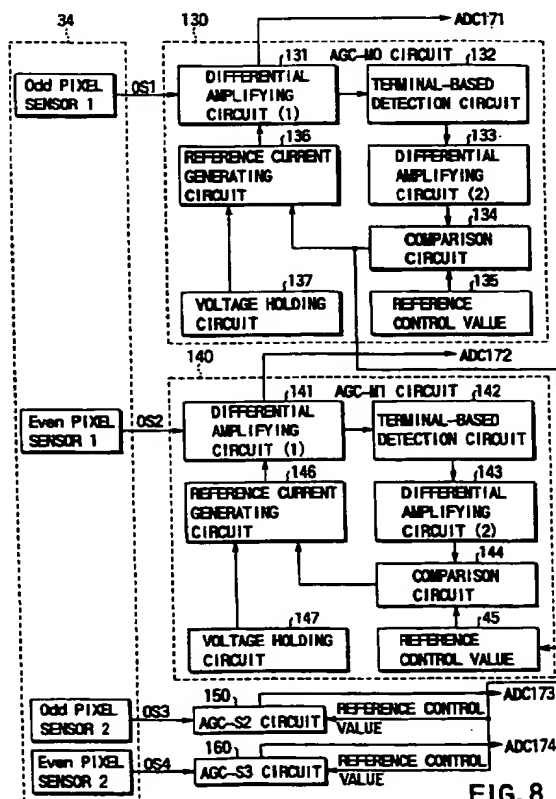 34
130
ADC171
AGC-M0 CIRCUIT
131
132
Odd PIXEL
SENSOR 1
OS1
DIFFERENTIAL
AMPLIFYING
CIRCUIT (1)
TERMINAL-BASED
DETECTION CIRCUIT
136
133
REFERENCE CURRENT
GENERATING
CIRCUIT
DIFFERENTIAL
AMPLIFYING
CIRCUIT (2)
134
COMPARISON
CIRCUIT
137
135
VOLTAGE HOLDING
CIRCUIT
REFERENCE
CONTROL VALUE
140
ADC172
AGC-M1 CIRCUIT
141
142
Even PIXEL
SENSOR 1
OS2
DIFFERENTIAL
AMPLIFYING
CIRCUIT (1)
TERMINAL-BASED
DETECTION CIRCUIT
146
143
REFERENCE CURRENT
GENERATING
CIRCUIT
DIFFERENTIAL
AMPLIFYING
CIRCUIT (2)
144
COMPARISON
CIRCUIT
147
45
VOLTAGE HOLDING
CIRCUIT
REFERENCE
CONTROL VALUE
150
ADC173
Odd PIXEL
SENSOR 2
OS3
AGC-S2 CIRCUIT
REFERENCE CONTROL
VALUE
160
ADC174
Even PIXEL
SENSOR 2
OS4
AGC-S3 CIRCUIT
REFERENCE CONTROL
VALUE
FIG. 8